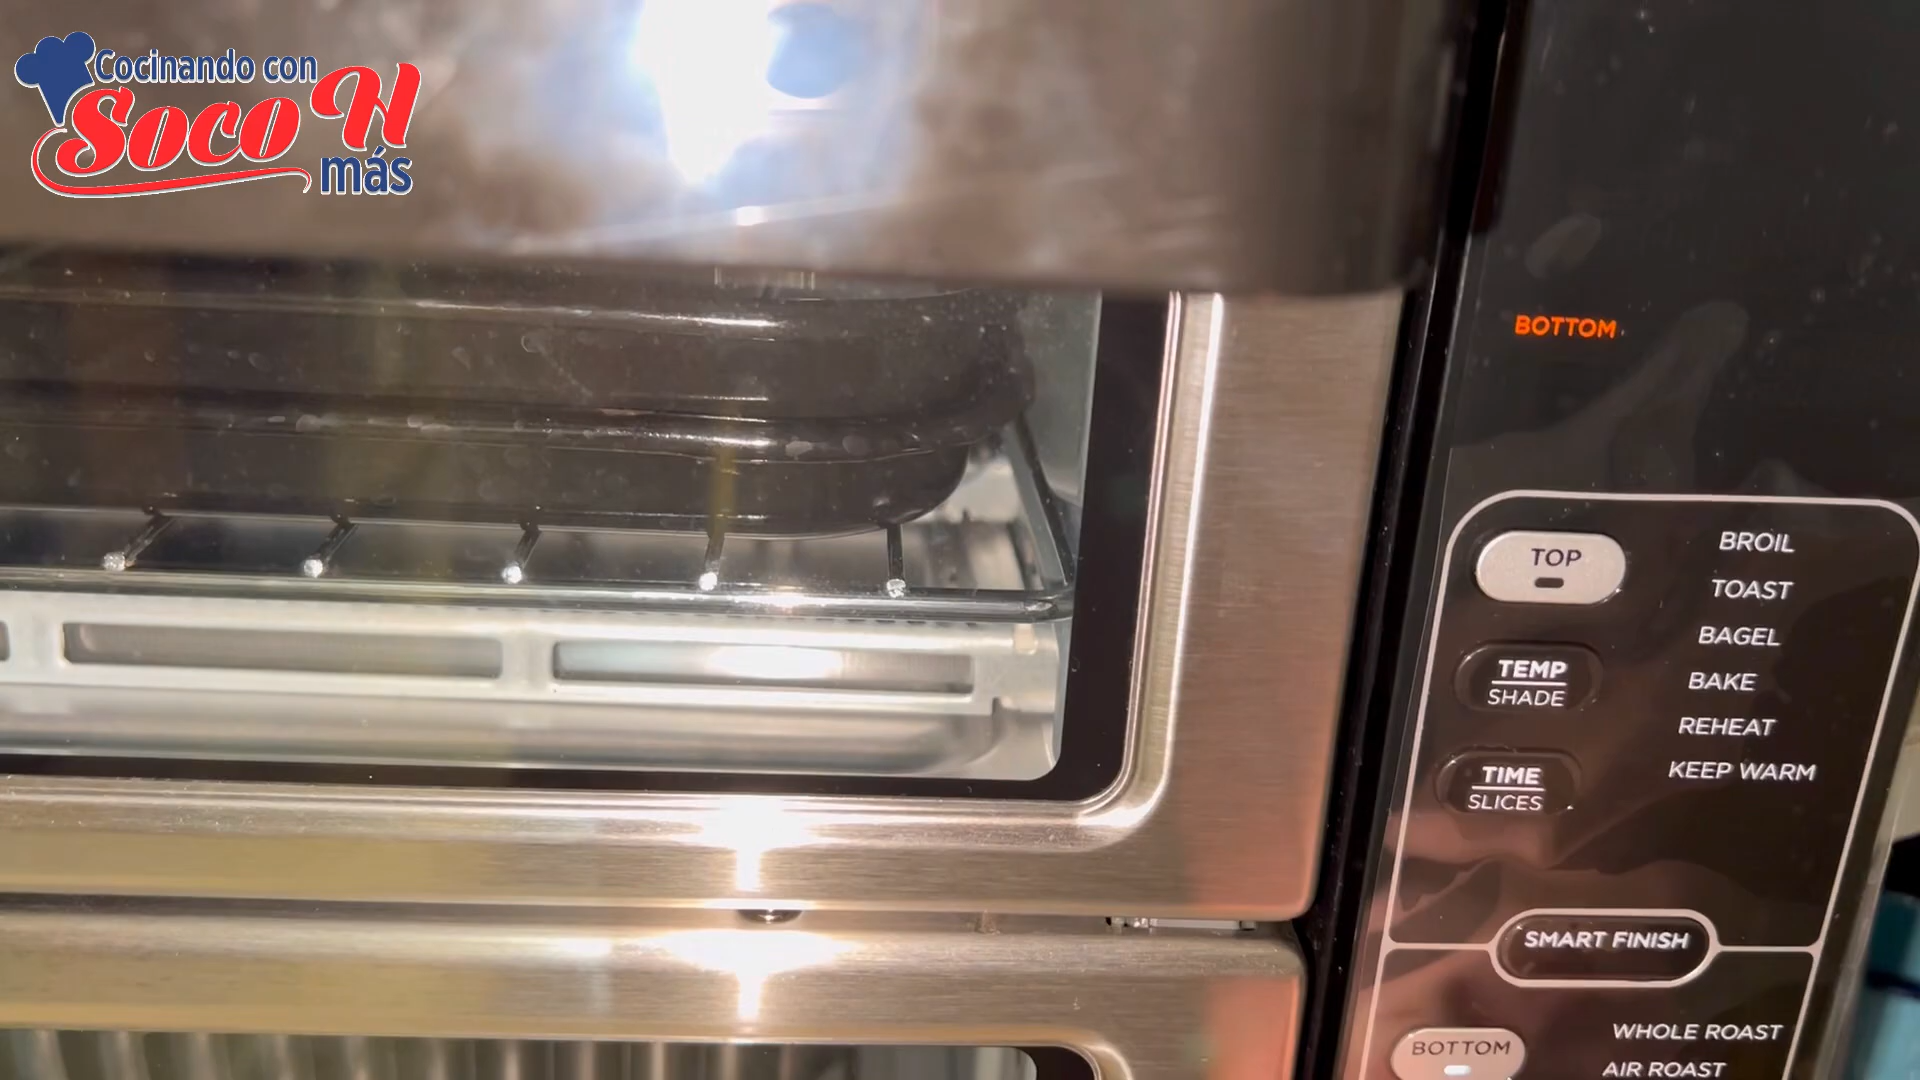 Cocinando con
Soco H
más
BOTTOM
TOP
BROIL
TOAST
BAGEL
TEMP
SHADE
BAKE
REHEAT
KEEP WARM
TIME
SLICES
SMART FINISH
WHOLE ROAST
BOTTOM
AIR ROAST